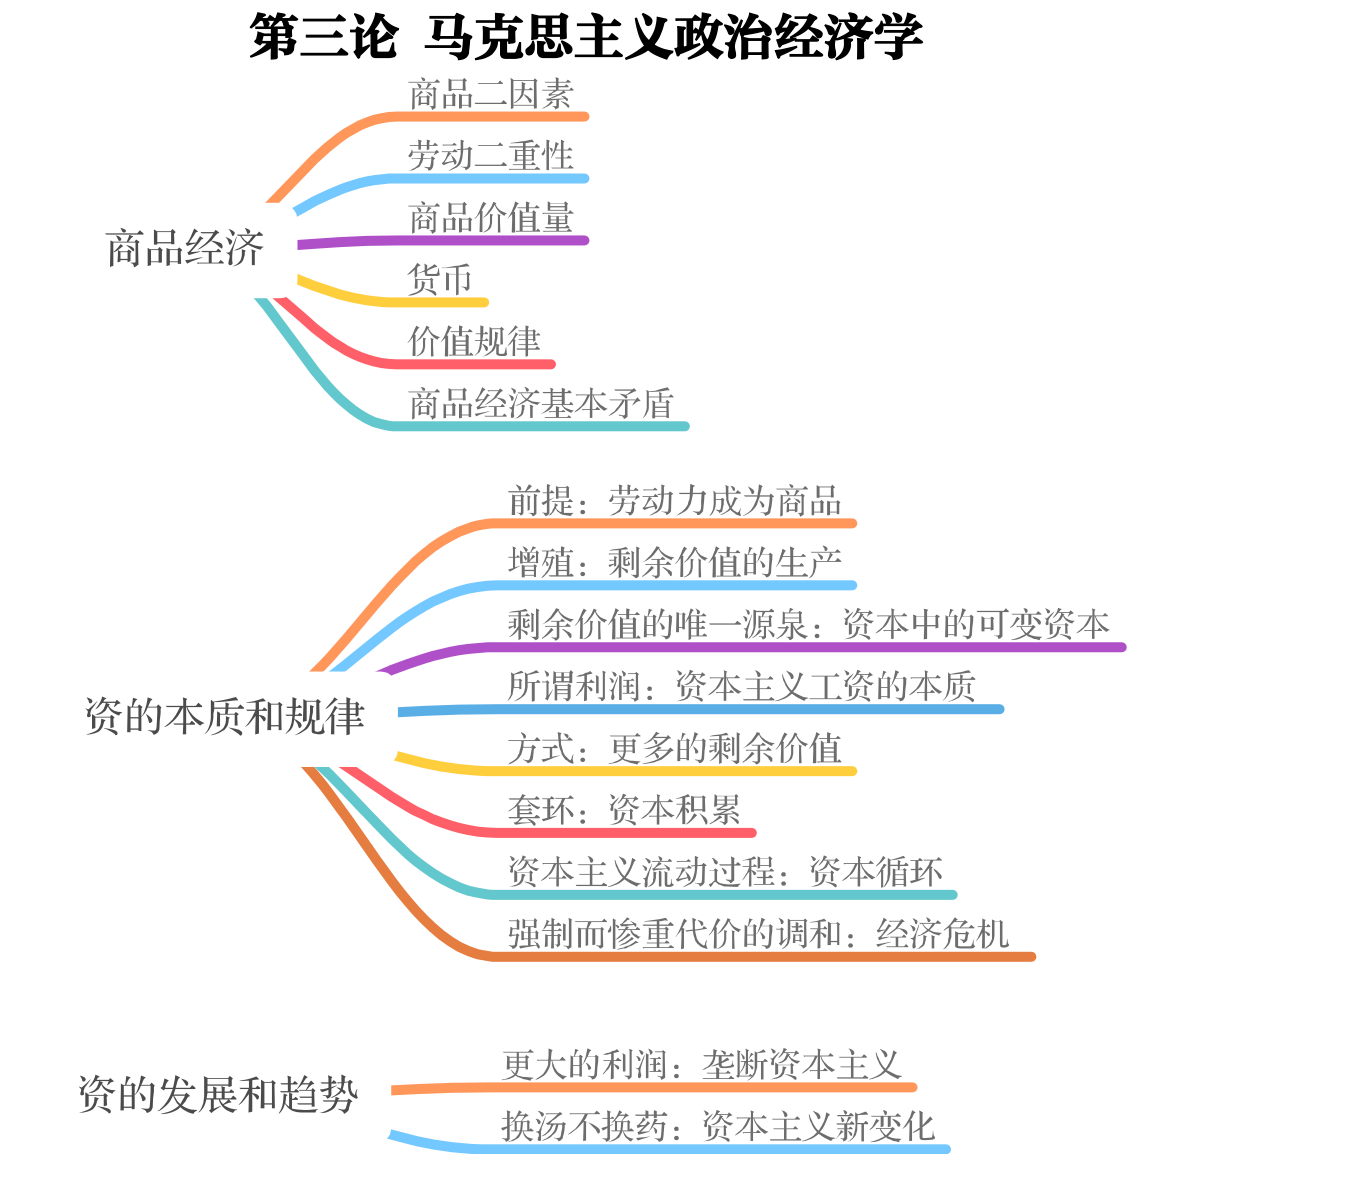 第三论 马克思主义政治经济学
商品经济
商品二因素
劳动二重性
商品价值量
货币
价值规律
商品经济基本矛盾
资的本质和规律
前提：劳动力成为商品
增殖：剩余价值的生产
剩余价值的唯一源泉：资本中的可变资本
所谓利润：资本主义工资的本质
方式：更多的剩余价值
套环：资本积累
资本主义流动过程：资本循环
强制而惨重代价的调和：经济危机
资的发展和趋势
更大的利润：垄断资本主义
换汤不换药：资本主义新变化